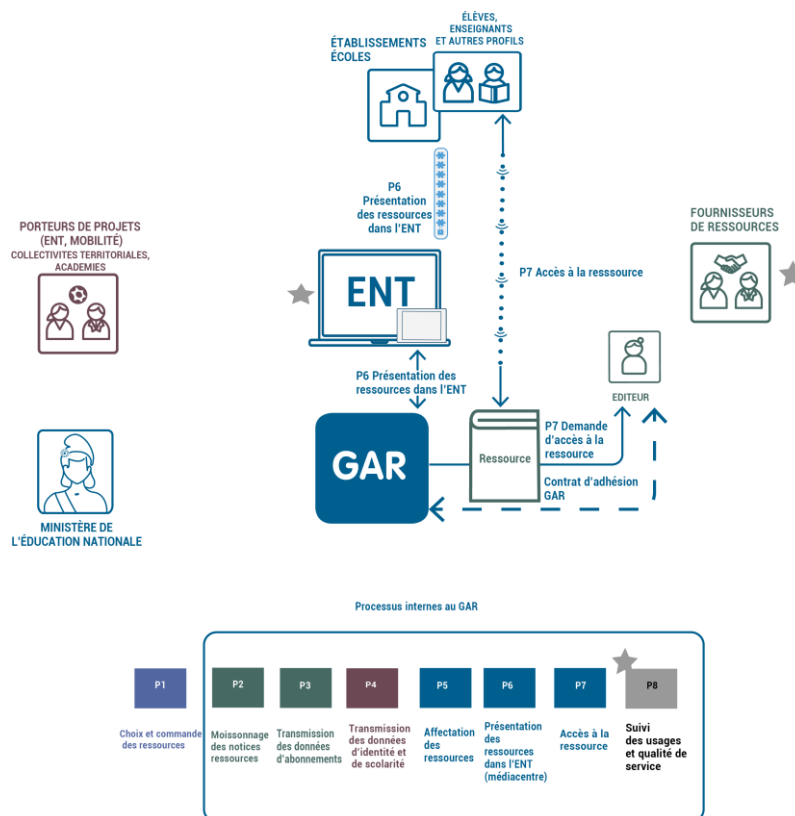 ÉLÈVES,
ENSEIGNANTS
ET AUTRES PROFILS
ÉTABLISSEMENTS
ÉCOLES
P6
Présentation
des ressources
dans l'ENT
PORTEURS DE PROJETS
(ENT, MOBILITÉ)
COLLECTIVITES TERRITORIALES,
ACADEMIES
FOURNISSEURS
DE RESSOURCES
P7 Accès à la resssource
ENT
P6 Présentation des
ressources dans l'ENT
EDITEUR
GAR
Ressource
P7 Demande
d'accès à la
ressource
Contrat d'adhésion
GAR
MINISTÈRE DE
L'ÉDUCATION NATIONALE
Processus internes au GAR
P1
Choix et commande
des ressources
P2
Moissonnage
des notices
ressources
P3
Transmission
des données
d'abonnements
P4
Transmission
des données
d'identité et
de scolarité
P5
Affectation
des
ressources
P6
Présentation
des
ressources
dans l'ENT
(médiacentre)
P7
Accès à la
ressource
P8
Suivi
des usages
et qualité de
service